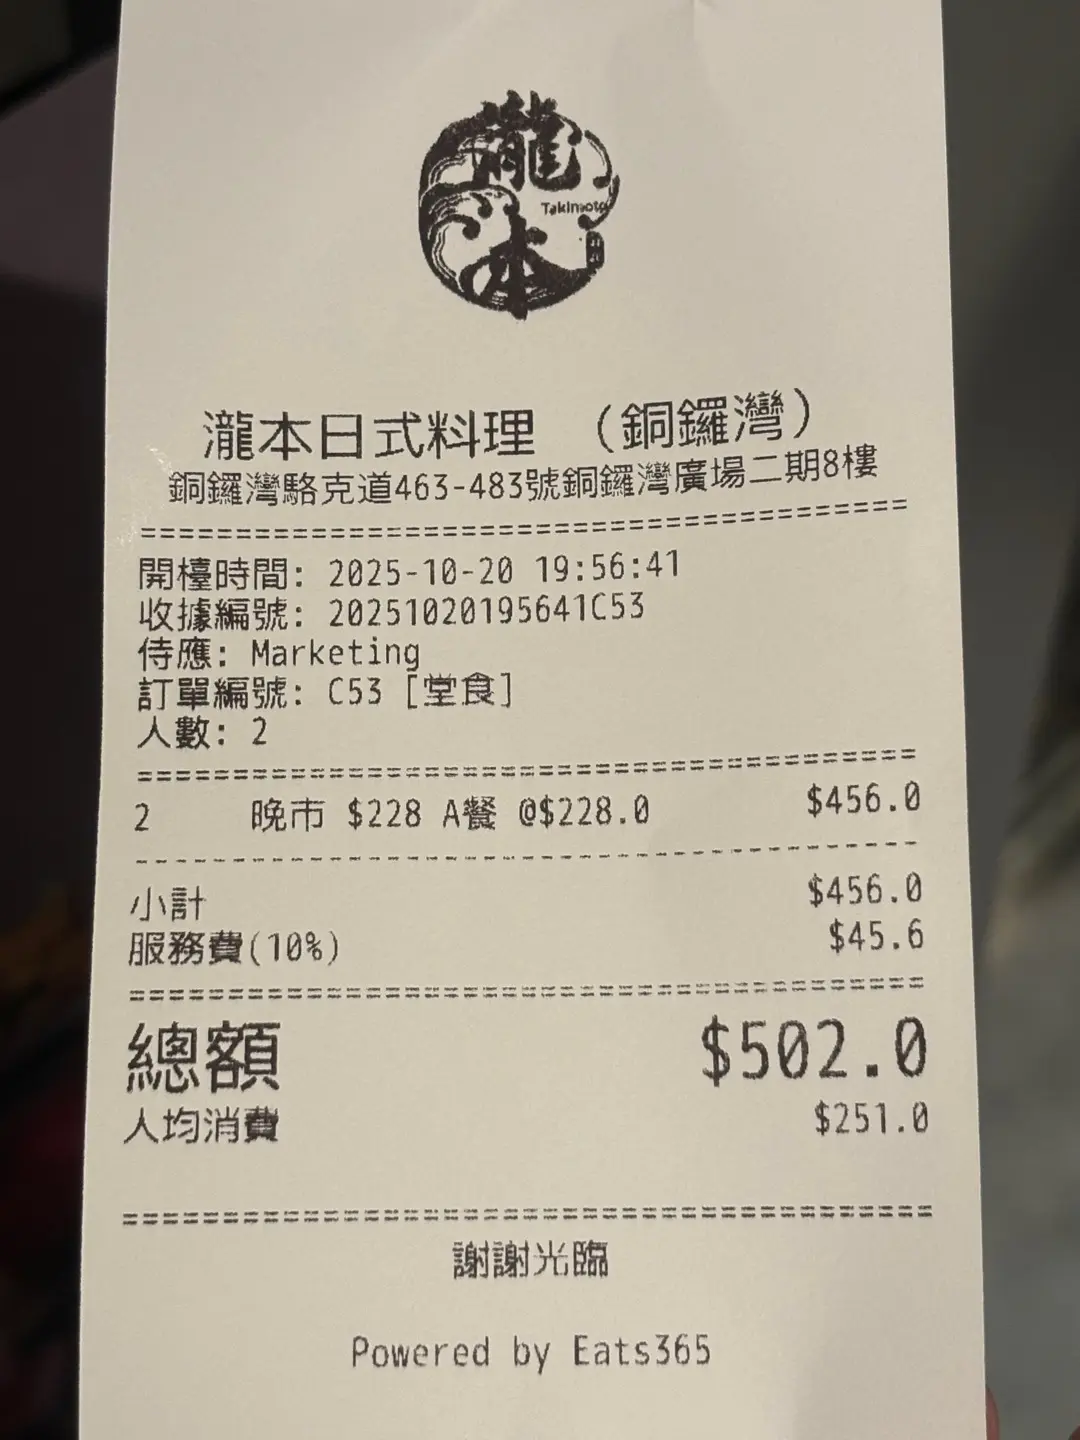 瀧
Takimoto
本
瀧本日式料理 (銅鑼灣)
銅鑼灣駱克道463-483號銅鑼灣廣場二期8樓
========================================
開檯時間: 2025-10-20 19:56:41
收據編號: 20251020195641C53
侍應: Marketing
訂單編號: C53 [堂食]
人數: 2
========================================
2 晚市 $228 A餐 @$228.0 $456.0
----------------------------------------
小計 $456.0
服務費(10%) $45.6
========================================
總額 $502.0
人均消費 $251.0
========================================
謝謝光臨
Powered by Eats365